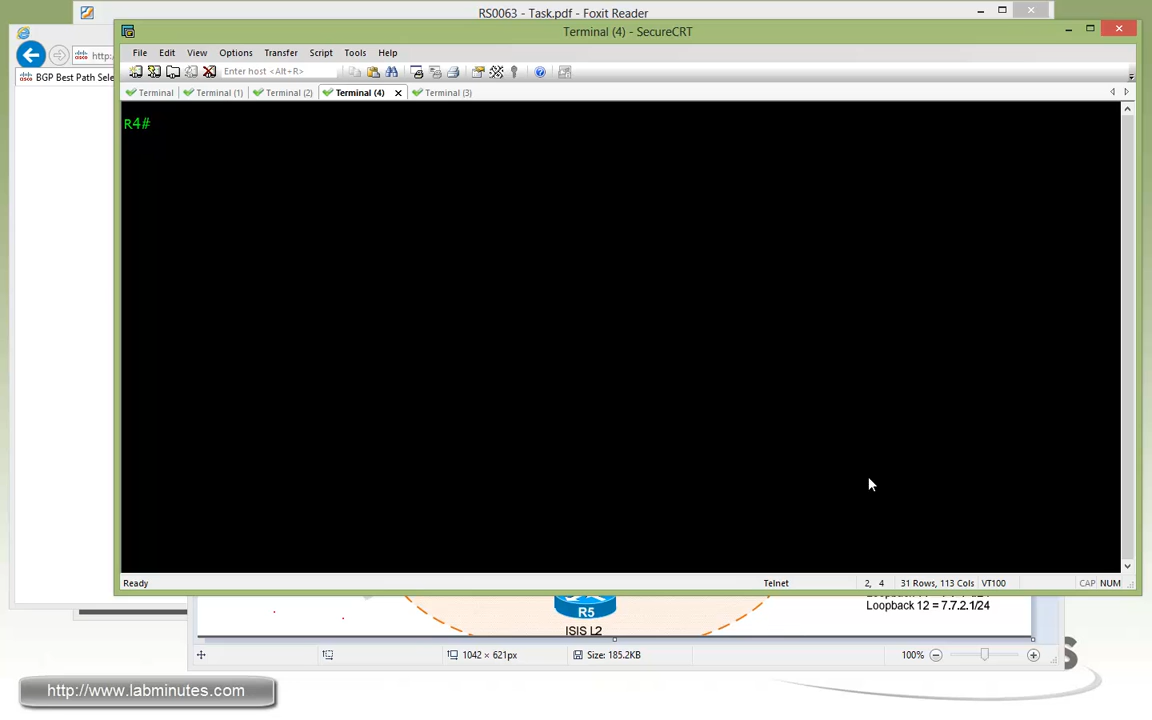 RS0063 - Task.pdf - Foxit Reader
Terminal (4) - SecureCRT
File Edit View Options Transfer Script Tools Help
http:
Enter host <Alt+R>
BGP Best Path Sele
Terminal Terminal (1) Terminal (2) Terminal (4) Terminal (3)
R4#
Ready Telnet 2, 4 31 Rows, 113 Cols VT100 CAP NUM
Loopback 12 = 7.7.2.1/24
R5
ISIS L2
1042 × 621px Size: 185.2KB 100%
http://www.labminutes.com